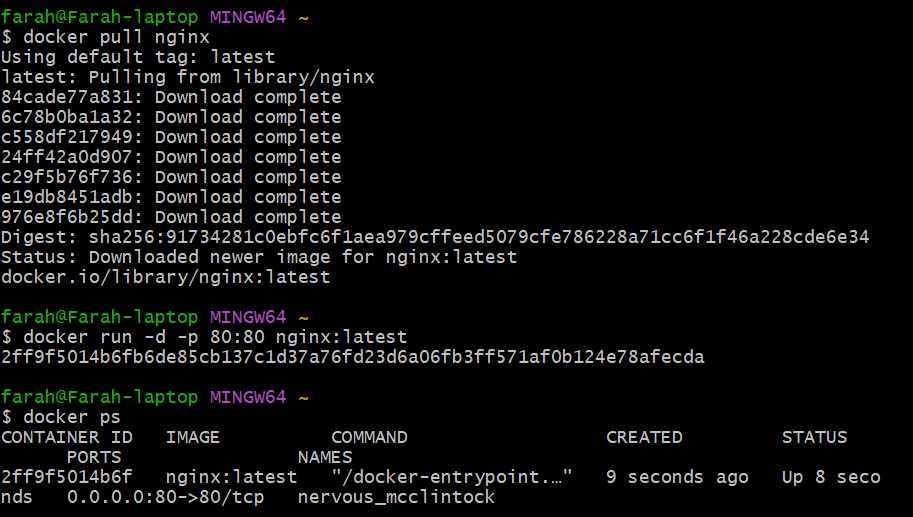 farah@Farah-laptop MINGW64 ~
$ docker pull nginx
Using default tag: latest
latest: Pulling from library/nginx
84cade77a831: Download complete
6c78b0ba1a32: Download complete
c558df217949: Download complete
24ff42a0d907: Download complete
c29f5b76f736: Download complete
e19db8451adb: Download complete
976e8f6b25dd: Download complete
Digest: sha256:91734281c0ebfc6f1aea979cffeed5079cfe786228a71cc6f1f46a228cde6e34
Status: Downloaded newer image for nginx:latest
docker.io/library/nginx:latest
farah@Farah-laptop MINGW64 ~
$ docker run -d -p 80:80 nginx:latest
2ff9f5014b6fb6de85cb137c1d37a76fd23d6a06fb3ff571af0b124e78afecda
farah@Farah-laptop MINGW64 ~
$ docker ps
CONTAINER ID   IMAGE          COMMAND                  CREATED         STATUS
      PORTS                NAMES
2ff9f5014b6f   nginx:latest   "/docker-entrypoint.…"   9 seconds ago   Up 8 seco
nds   0.0.0.0:80->80/tcp   nervous_mcclintock